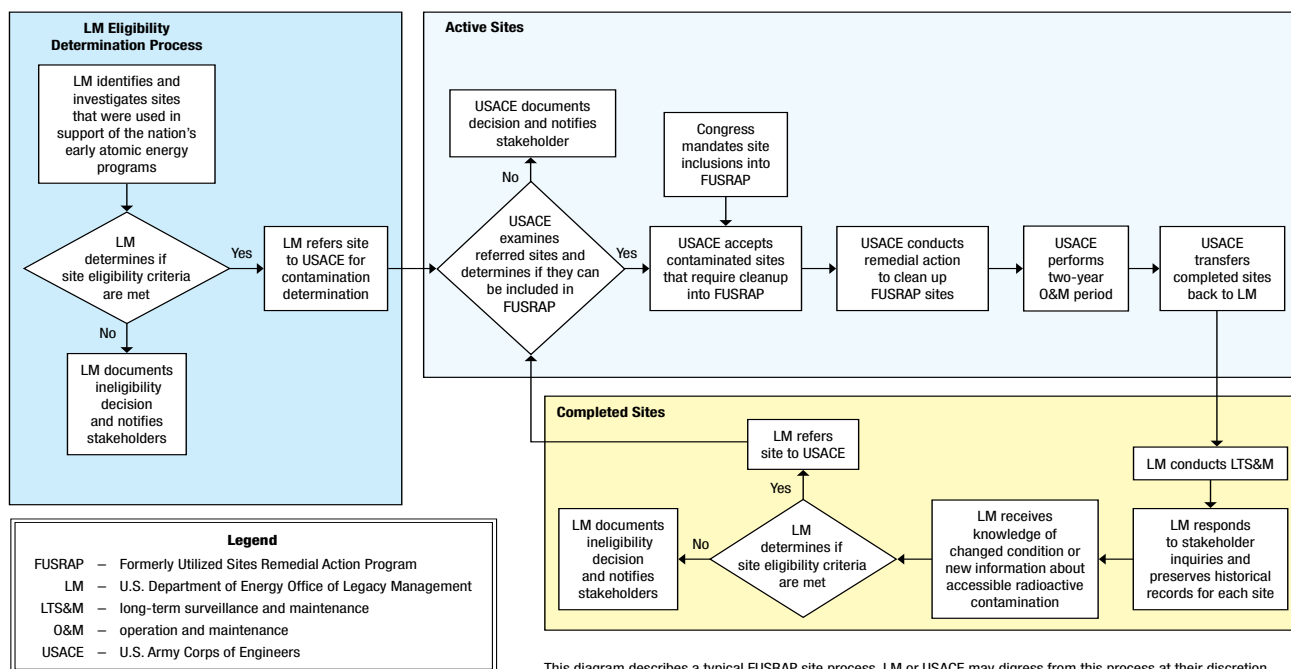 LM Eligibility
Determination Process
LM identifies and
investigates sites
that were used in
support of the nation's
early atomic energy
programs
LM
determines if
site eligibility criteria
are met
Yes
No
LM refers site
to USACE for
contamination
determination
LM documents
ineligibility
decision
and notifies
stakeholders
Active Sites
USACE documents
decision and notifies
stakeholder
No
USACE
examines
referred sites and
determines if they can
be included in
FUSRAP
Yes
Congress
mandates site
inclusions into
FUSRAP
USACE accepts
contaminated sites
that require cleanup
into FUSRAP
USACE conducts
remedial action
to clean up
FUSRAP sites
USACE
performs
two-year
O&M period
USACE
transfers
completed sites
back to LM
Completed Sites
LM conducts LTS&M
LM responds
to stakeholder
inquiries and
preserves historical
records for each site
LM receives
knowledge of
changed condition or
new information about
accessible radioactive
contamination
LM
determines if
site eligibility criteria
are met
Yes
LM refers
site to USACE
No
LM documents
ineligibility
decision
and notifies
stakeholders
Legend
FUSRAP – Formerly Utilized Sites Remedial Action Program
LM – U.S. Department of Energy Office of Legacy Management
LTS&M – long-term surveillance and maintenance
O&M – operation and maintenance
USACE – U.S. Army Corps of Engineers
This diagram describes a typical FUSRAP site process. LM or USACE may digress from this process at their discretion.